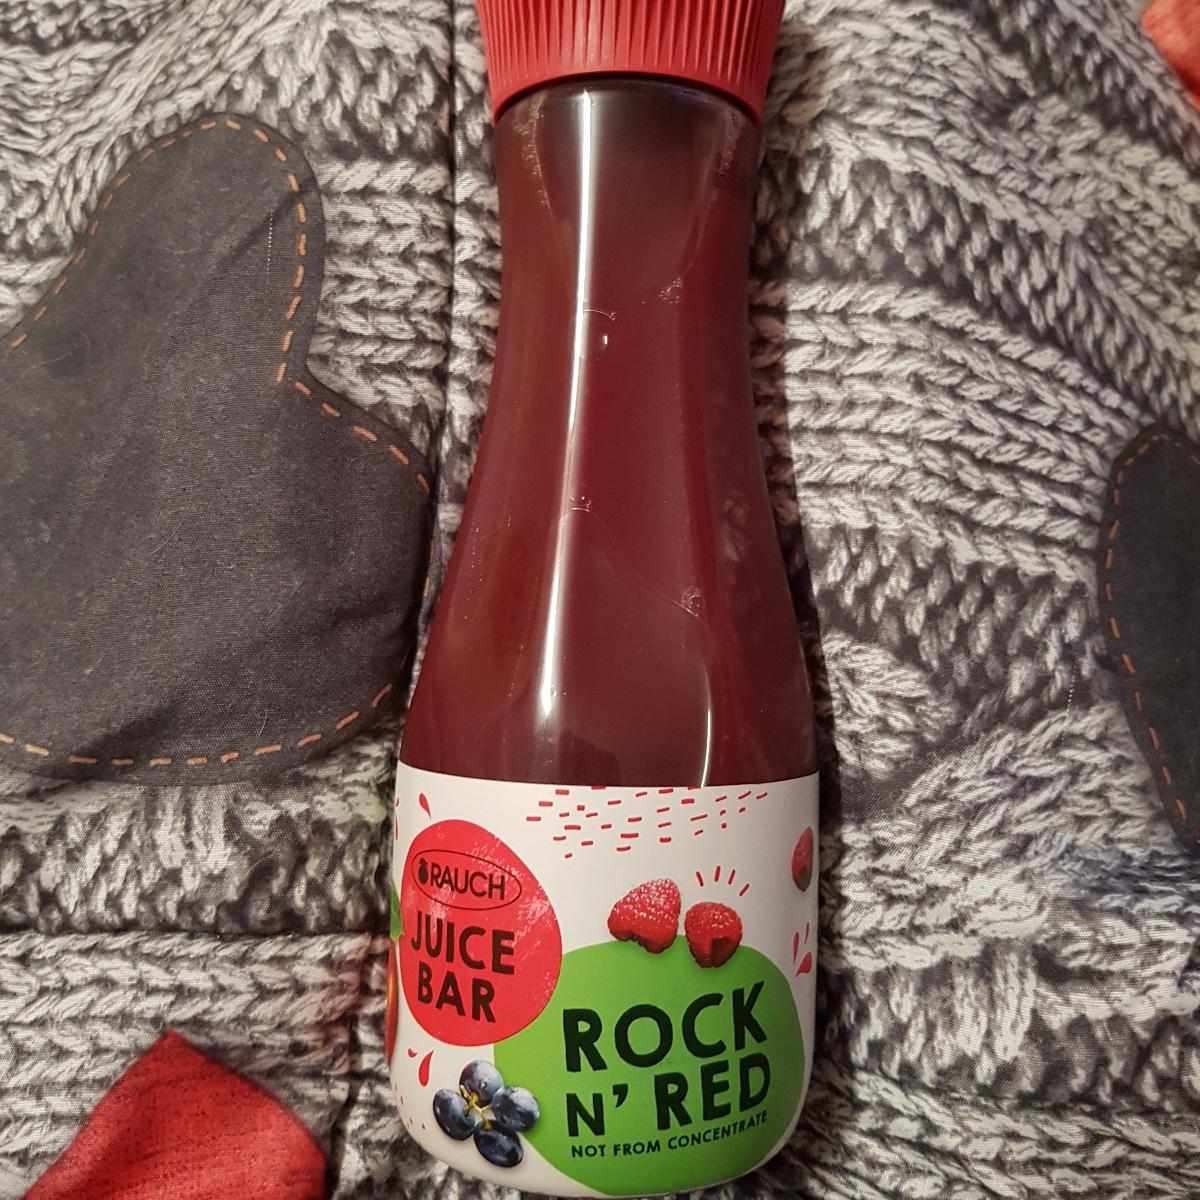 RAUCH
JUICE
BAR
ROCK
N' RED
NOT FROM CONCENTRATE